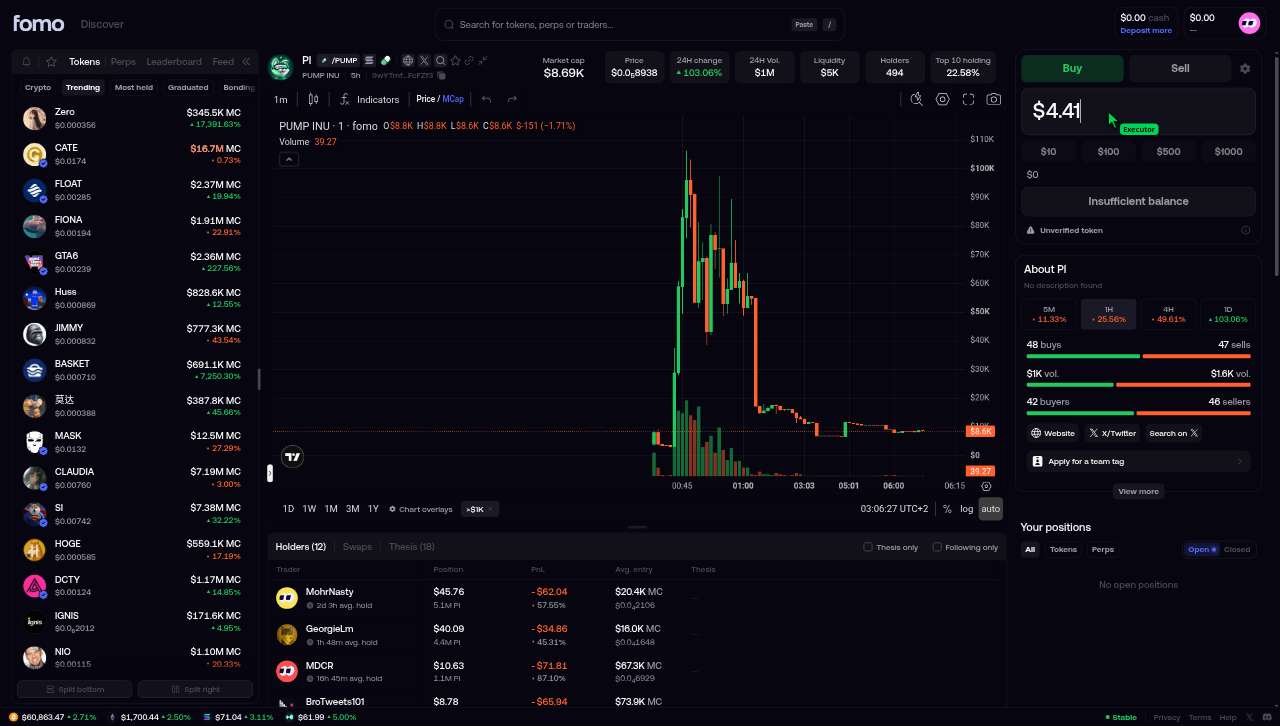 fomo Discover
Search for tokens, perps or traders... Paste /
$0.00 cash
Deposit more
$0.00
Tokens Perps Leaderboard Feed
Crypto Trending Most held Graduated Bonding
Zero $345.5K MC
$0.000356 17,391.63%
CATE $16.7M MC
$0.0174 0.73%
FLOAT $2.37M MC
$0.00285 19.94%
FIONA $1.91M MC
$0.00194 22.91%
GTA6 $2.36M MC
$0.00239 227.56%
Huss $828.6K MC
$0.000869 12.55%
JIMMY $777.3K MC
$0.000832 43.54%
BASKET $691.1K MC
$0.000710 7,250.30%
莫达 $387.8K MC
$0.000388 45.66%
MASK $12.5M MC
$0.0132 27.29%
CLAUDIA $7.19M MC
$0.00760 3.00%
SI $7.38M MC
$0.00742 32.22%
HOGE $559.1K MC
$0.000585 17.19%
DCTY $1.17M MC
$0.00124 14.85%
IGNIS $171.6K MC
4.95%
NIO $1.10M MC
$0.00115 20.33%
Split bottom Split right
PI /PUMP
PUMP INU 5h
Market cap
$8.69K
Price
$0.0₅8938
24H change
103.06%
24H Vol.
$1M
Liquidity
$5K
Holders
494
Top 10 holding
22.58%
1m Indicators Price / MCap
PUMP INU · 1 · fomo O$8.8K H$8.8K L$8.6K C$8.6K $-151 (−1.71%)
Volume 39.27
$110K
$100K
$90K
$80K
$70K
$60K
$50K
$40K
$30K
$20K
$8.6K
$0
39.27
00:45 01:00 03:03 05:01 06:00 06:15
1D 1W 1M 3M 1Y Chart overlays >$1K 03:06:27 UTC+2 % log auto
Holders (12) Swaps Thesis (18) Thesis only Following only
Trader Position PnL Avg. entry Thesis
MohrNasty $45.76 -$62.04 $20.4K MC
2d 3h avg. hold 5.1M PI 57.55% $0.0₄2106
GeorgieLm $40.09 -$34.86 $16.0K MC
1h 48m avg. hold 4.4M PI 45.31% $0.0₄1648
MDCR $10.63 -$71.81 $67.3K MC
16h 45m avg. hold 1.1M PI 87.10% $0.0₄6929
BroTweets101 $8.78 -$65.94 $73.9K MC
Buy Sell
$4.41
Executor
$10 $100 $500 $1000
$0
Insufficient balance
Unverified token
About PI
No description found
5M 1H 4H 1D
11.33% 25.56% 49.61% 103.06%
48 buys 47 sells
$1K vol. $1.6K vol.
42 buyers 46 sellers
Website X/Twitter Search on X
Apply for a team tag
View more
Your positions
All Tokens Perps Open Closed
No open positions
$60,863.47 2.71% $1,700.44 2.50% $71.04 3.11% $61.99 5.00% Stable Privacy Terms Help